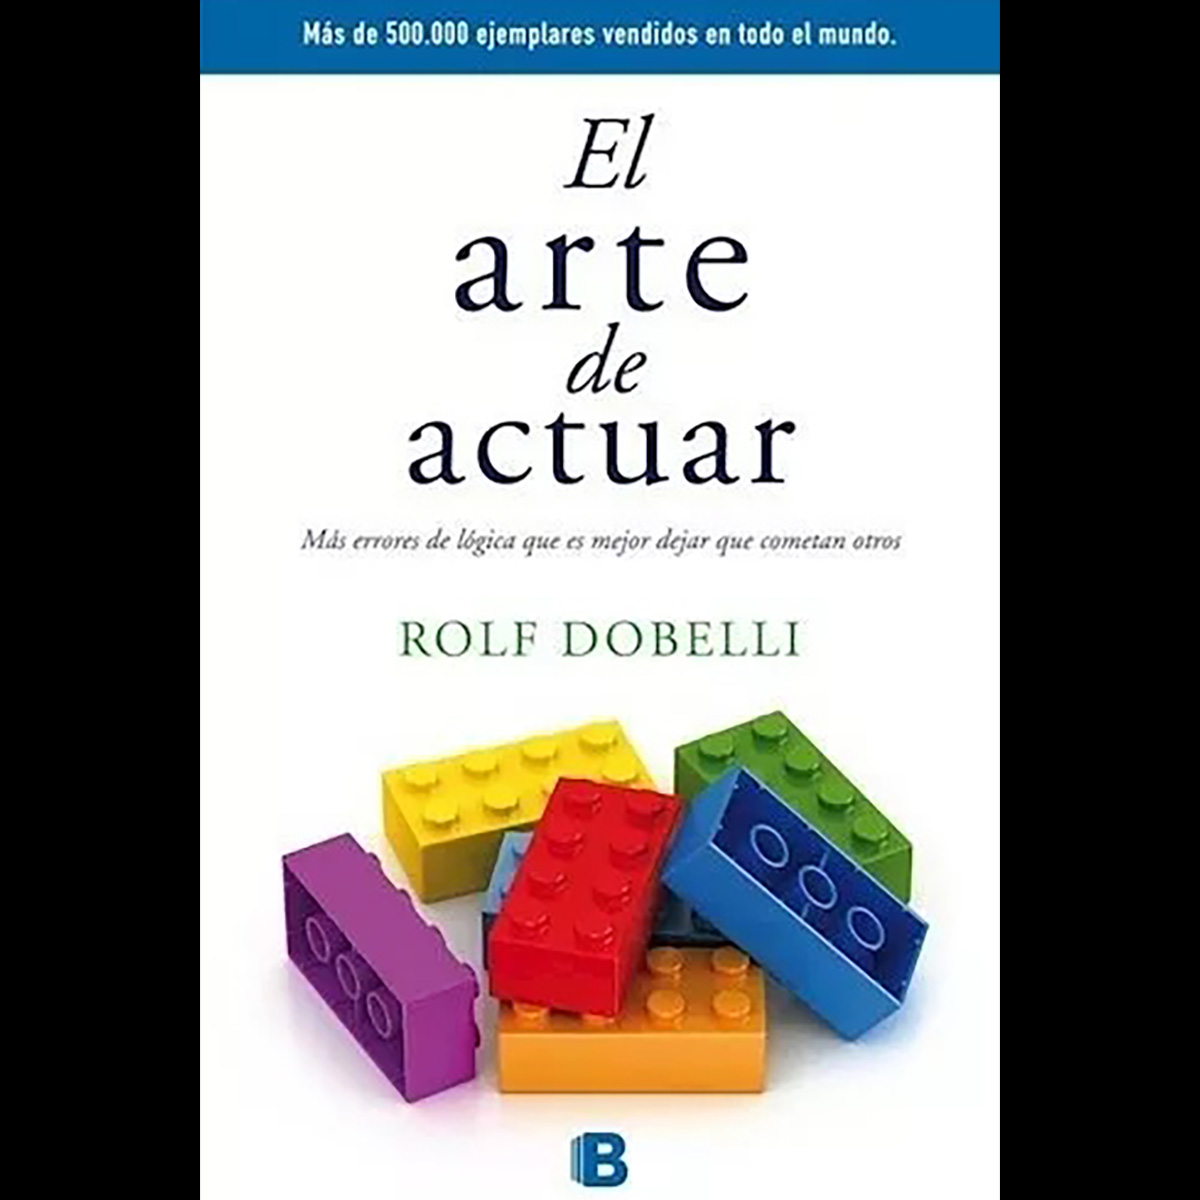 Más de 500.000 ejemplares vendidos en todo el mundo.
El
arte
de
actuar
Más errores de lógica que es mejor dejar que cometan otros
ROLF DOBELLI
B